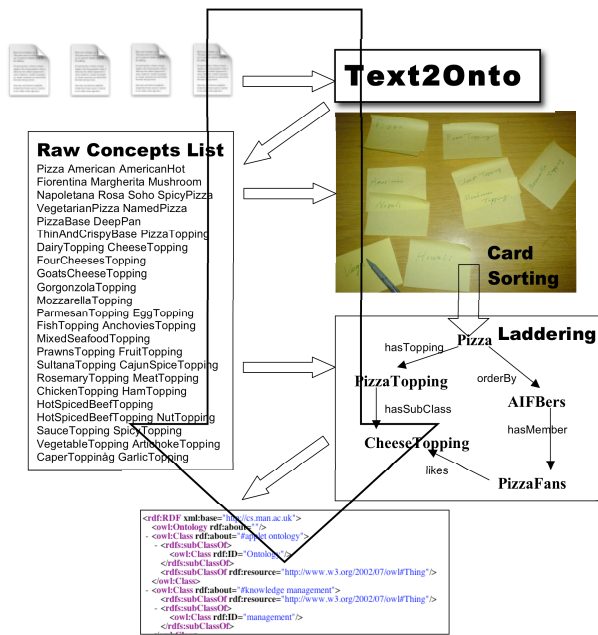 Text2Onto
Raw Concepts List
Pizza American AmericanHot
Fiorentina Margherita Mushroom
Napoletana Rosa Soho SpicyPizza
VegetarianPizza NamedPizza
PizzaBase DeepPan
ThinAndCrispyBase PizzaTopping
DairyTopping CheeseTopping
FourCheesesTopping
GoatsCheeseTopping
GorgonzolaTopping
MozzarellaTopping
ParmesanTopping EggTopping
FishTopping AnchoviesTopping
MixedSeafoodTopping
PrawnsTopping FruitTopping
SultanaTopping CajunSpiceTopping
RosemaryTopping MeatTopping
ChickenTopping HamTopping
HotSpicedBeefTopping
HotSpicedBeefTopping NutTopping
SauceTopping SpicyTopping
VegetableTopping ArtichokeTopping
CaperToppinåg GarlicTopping
Card
Sorting
Laddering
Pizza
hasTopping
PizzaTopping
orderBy
AIFBers
hasSubClass
hasMember
CheeseTopping
likes
PizzaFans
<rdf:RDF xml:base="http://cs.man.ac.uk">
<owl:Ontology rdf:about=""/>
- <owl:Class rdf:about="#applet ontology">
- <rdfs:subClassOf>
<owl:Class rdf:ID="Ontology"/>
</rdfs:subClassOf>
<rdfs:subClassOf rdf:resource="http://www.w3.org/2002/07/owl#Thing"/>
</owl:Class>
- <owl:Class rdf:about="#knowledge management">
<rdfs:subClassOf rdf:resource="http://www.w3.org/2002/07/owl#Thing"/>
- <rdfs:subClassOf>
<owl:Class rdf:ID="management"/>
</rdfs:subClassOf>